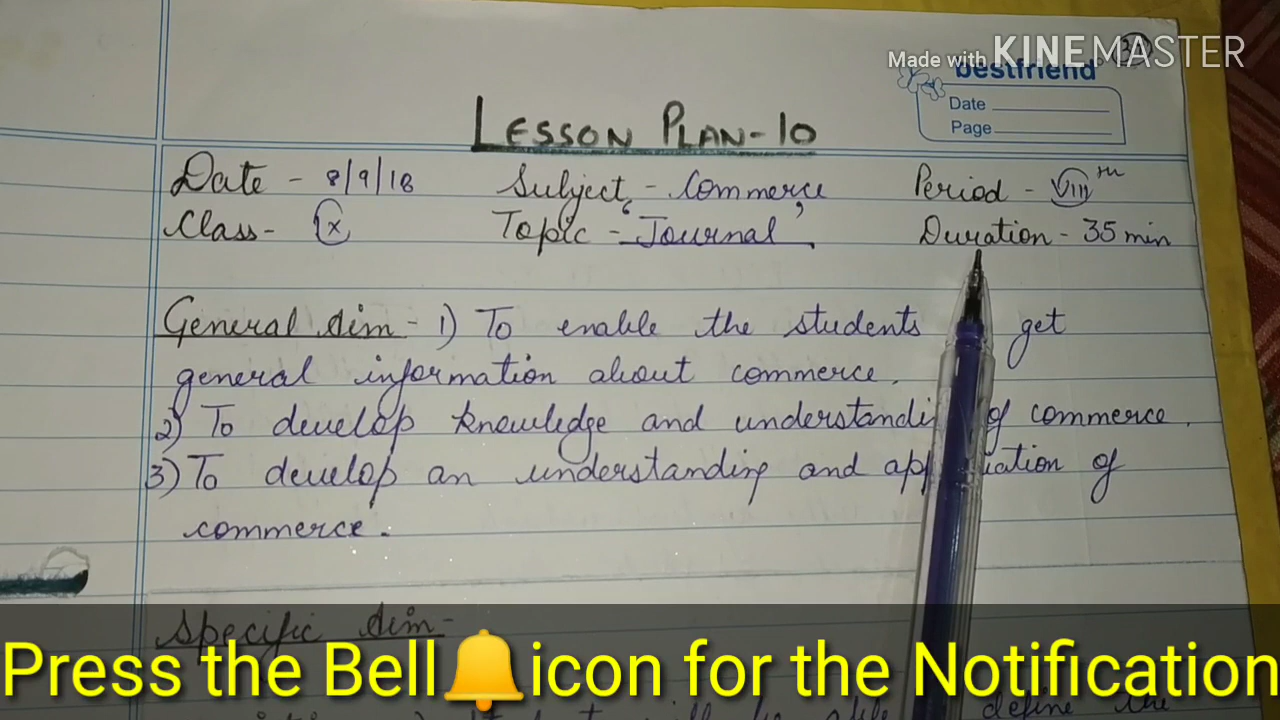 Made with KINEMASTER
bestfriend
Date
Page
LESSON PLAN-10
Date - 8/9/18 Subject - Commerce Period - VIII th
Class- X Topic - 'Journal'. Duration - 35 min
General Aim - 1) To enable the students get
general information about commerce.
2) To develop knowledge and understanding of commerce.
3) To develop an understanding and of
commerce.
Specific Aim-
Press the Bell🔔icon for the Notification
define the